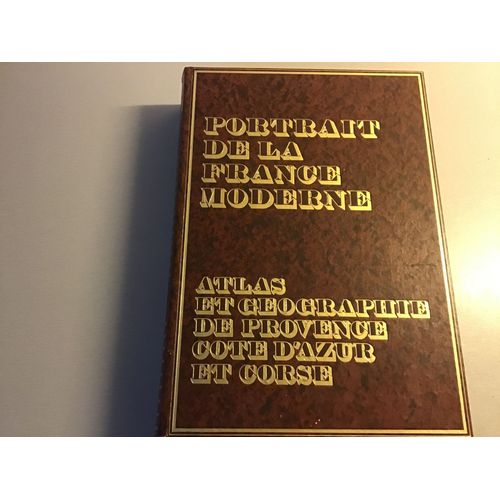 PORTRAIT
DE LA
FRANCE
MODERNE
ATLAS
ET GEOGRAPHIE
DE PROVENCE
COTE D'AZUR
ET CORSE